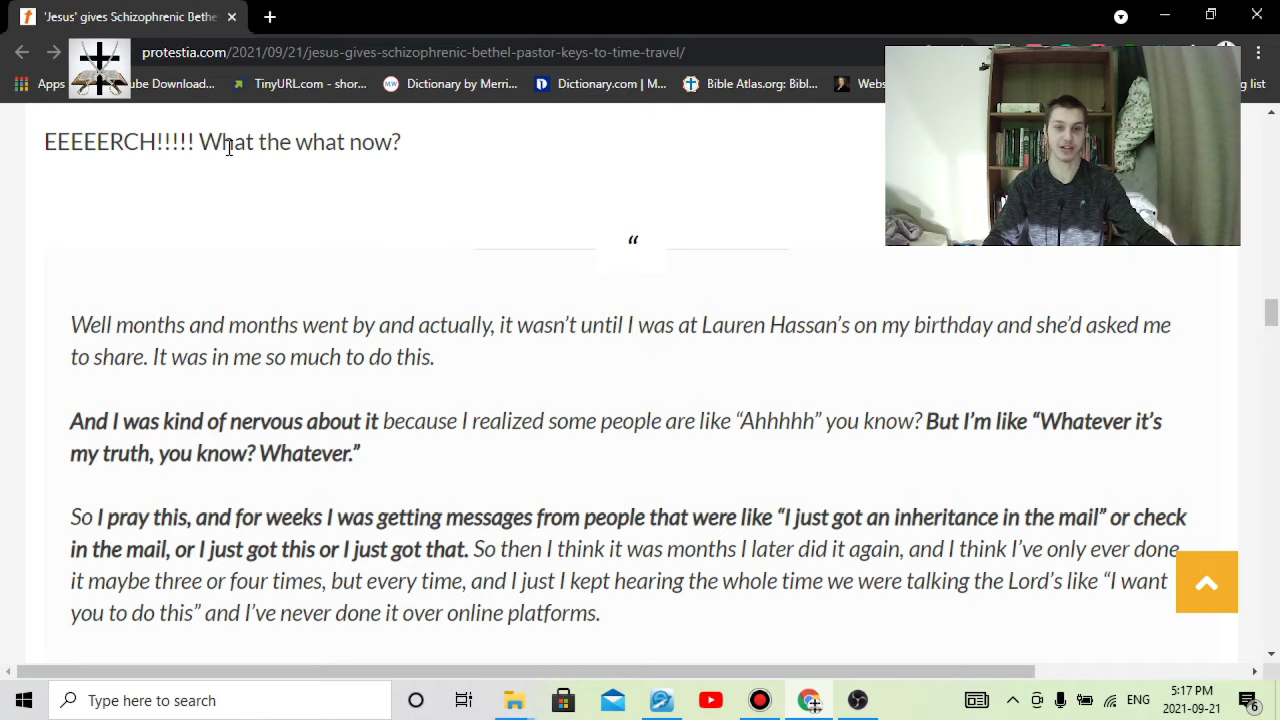 'Jesus' gives Schizophrenic Bethe
protestia.com/2021/09/21/jesus-gives-schizophrenic-bethel-pastor-keys-to-time-travel/
Apps
ube Download...
TinyURL.com - shor...
MW
Dictionary by Merri...
D
Dictionary.com | M...
Bible Atlas.org: Bibl...
Webs
ng list
EEEEERCH!!!!! What the what now?
“
Well months and months went by and actually, it wasn’t until I was at Lauren Hassan’s on my birthday and she’d asked me
to share. It was in me so much to do this.
And I was kind of nervous about it because I realized some people are like “Ahhhhh” you know? But I’m like “Whatever it’s
my truth, you know? Whatever.”
So I pray this, and for weeks I was getting messages from people that were like “I just got an inheritance in the mail” or check
in the mail, or I just got this or I just got that. So then I think it was months I later did it again, and I think I’ve only ever done
it maybe three or four times, but every time, and I just I kept hearing the whole time we were talking the Lord’s like “I want
you to do this” and I’ve never done it over online platforms.
Type here to search
ENG
5:17 PM
2021-09-21
6